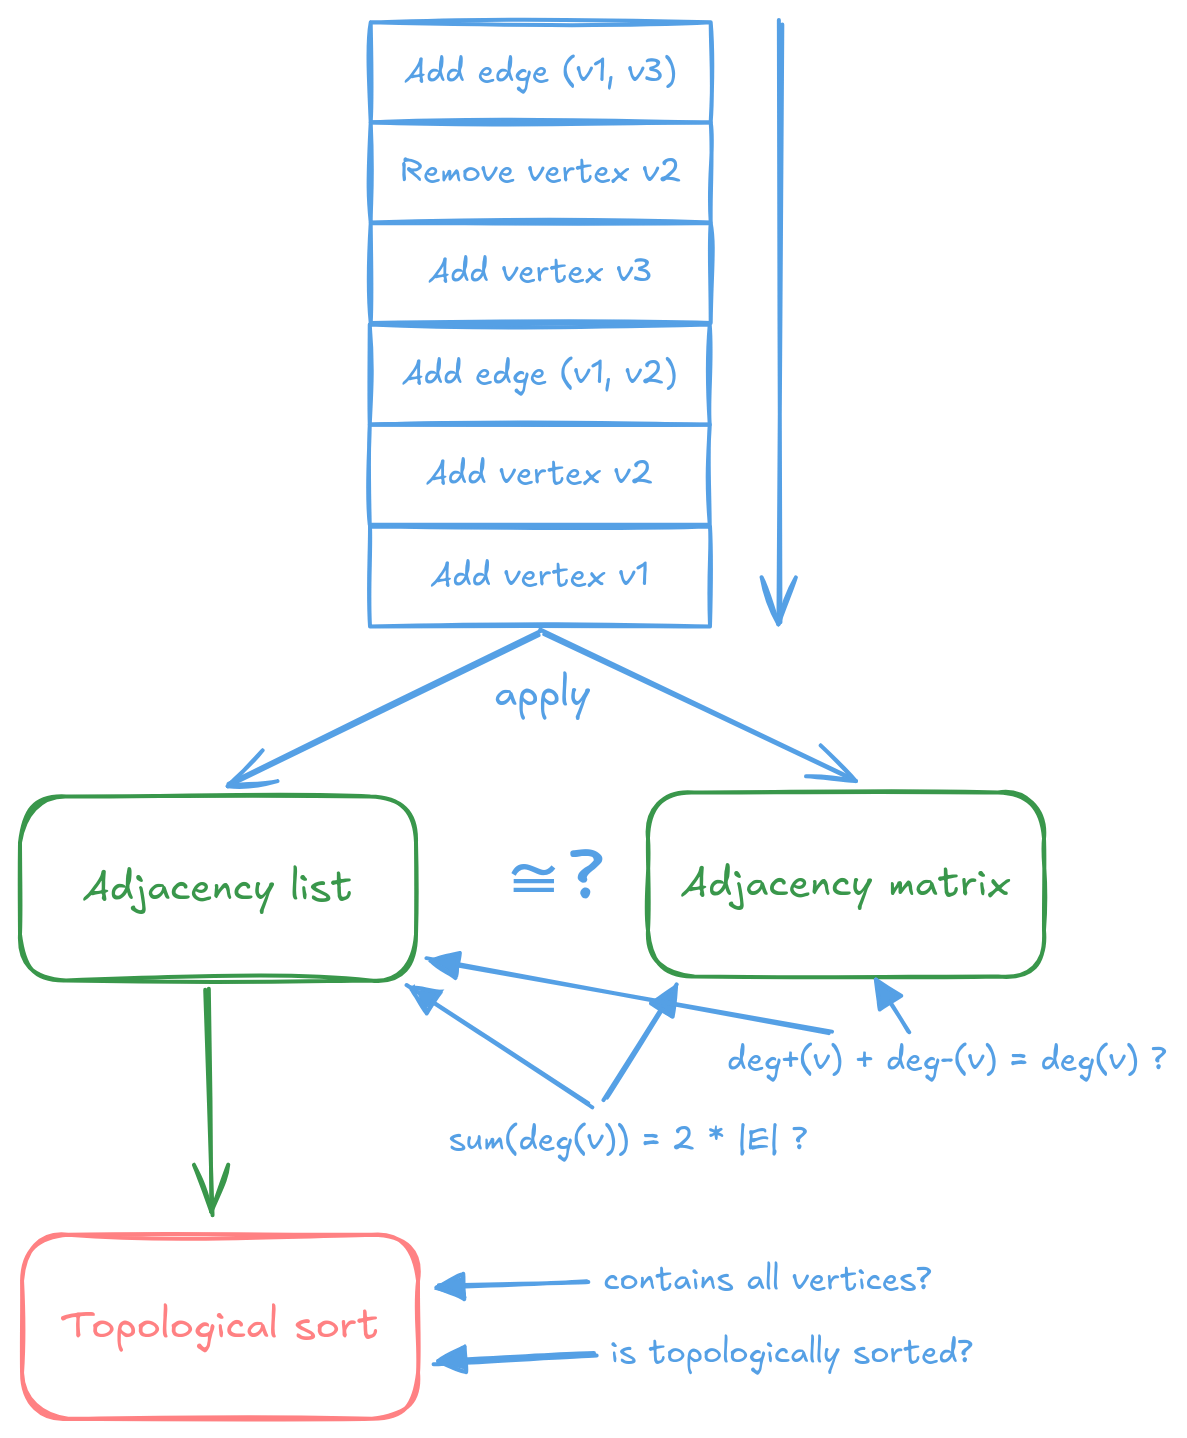 Add edge (v1, v3)
Remove vertex v2
Add vertex v3
Add edge (v1, v2)
Add vertex v2
Add vertex v1
apply
Adjacency list
≅?
Adjacency matrix
deg+(v) + deg-(v) = deg(v) ?
sum(deg(v)) = 2 * |E| ?
Topological sort
contains all vertices?
is topologically sorted?